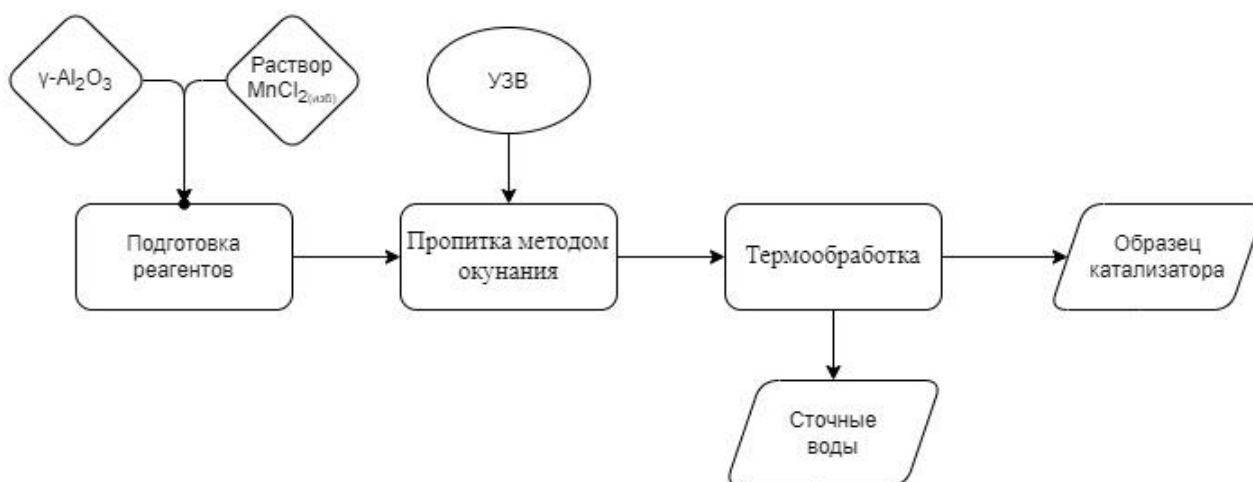 γ-Al2O3
Раствор
MnCl2(изб)
УЗВ
Подготовка
реагентов
Пропитка методом
окунания
Термообработка
Образец
катализатора
Сточные
воды